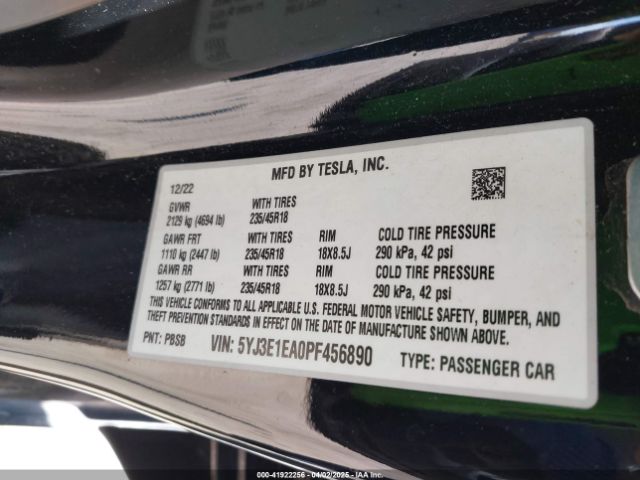 MFD BY TESLA, INC.
12/22
GVWR WITH TIRES
2129 kg (4694 lb) 235/45R18
GAWR FRT WITH TIRES RIM COLD TIRE PRESSURE
1110 kg (2447 lb) 235/45R18 18X8.5J 290 kPa, 42 psi
GAWR RR WITH TIRES RIM COLD TIRE PRESSURE
1257 kg (2771 lb) 235/45R18 18X8.5J 290 kPa, 42 psi
THIS VEHICLE CONFORMS TO ALL APPLICABLE U.S. FEDERAL MOTOR VEHICLE SAFETY, BUMPER, AND
THEFT PREVENTION STANDARDS IN EFFECT ON THE DATE OF MANUFACTURE SHOWN ABOVE.
PNT: PBSB VIN: 5YJ3E1EA0PF456890 TYPE: PASSENGER CAR
000-41922256 - 04/02/2025 - IAAI.COM